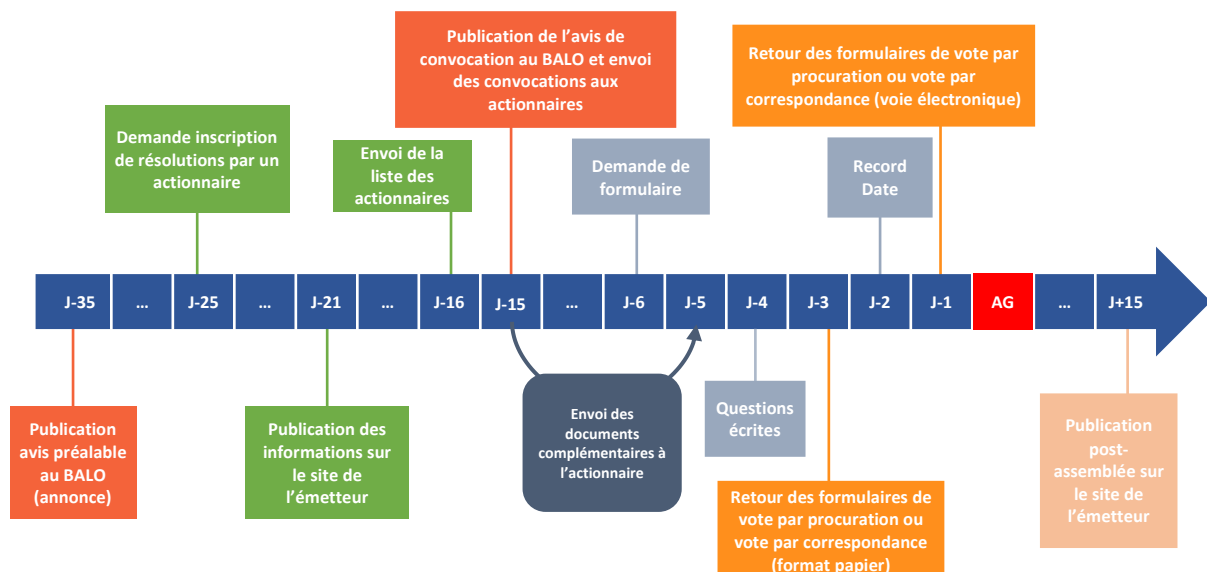 Publication de l’avis de
convocation au BALO et envoi
des convocations aux
actionnaires
Retour des formulaires de vote par
procuration ou vote par
correspondance (voie électronique)
Demande inscription
de résolutions par un
actionnaire
Envoi de la
liste des
actionnaires
Demande de
formulaire
Record
Date
J-35
...
J-25
...
J-21
...
J-16
J-15
...
J-6
J-5
J-4
J-3
J-2
J-1
AG
...
J+15
Publication
avis préalable
au BALO
(annonce)
Publication des
informations sur
le site de
l’émetteur
Envoi des
documents
complémentaires à
l’actionnaire
Questions
écrites
Retour des formulaires de
vote par procuration ou
vote par correspondance
(format papier)
Publication
post-
assemblée sur
le site de
l’émetteur